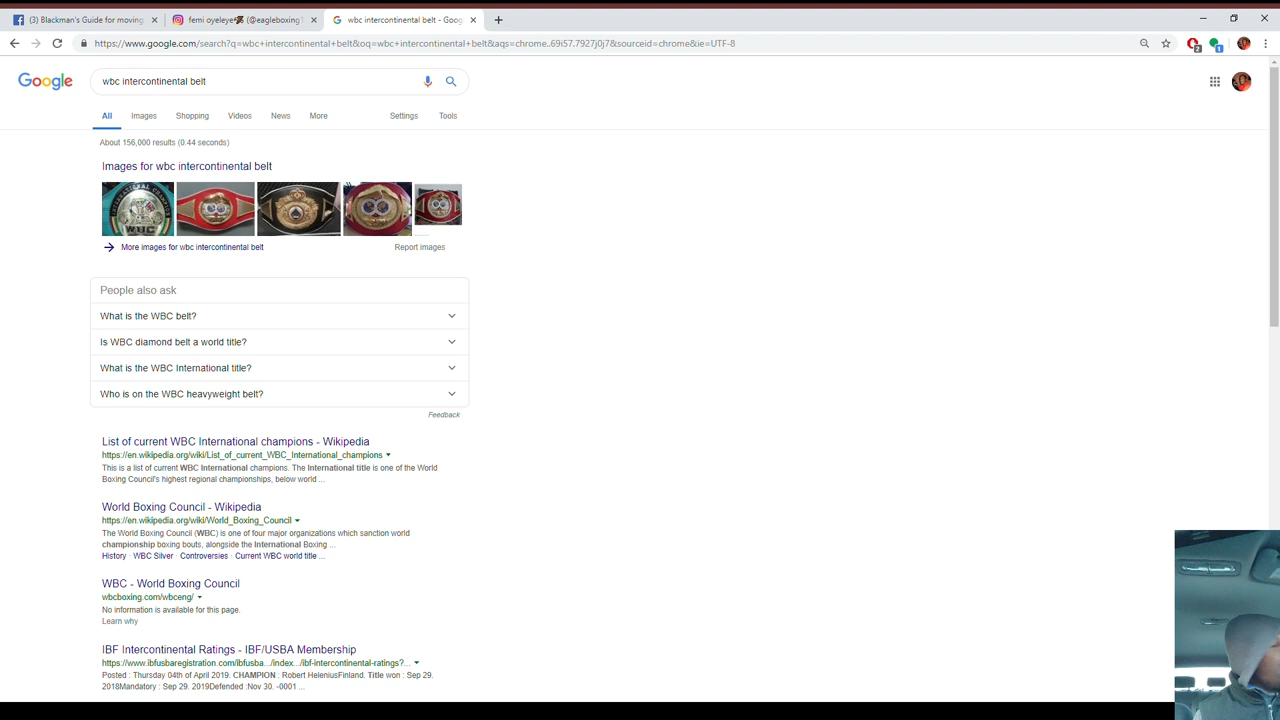 (3) Blackman's Guide for moving
femi oyeleye (@eagleboxing
wbc intercontinental belt - Goog
https://www.google.com/search?q=wbc+intercontinental+belt&oq=wbc+intercontinental+belt&aqs=chrome..69i57.7927j0j7&sourceid=chrome&ie=UTF-8
2
1
Google
wbc intercontinental belt
All Images Shopping Videos News More Settings Tools
About 156,000 results (0.44 seconds)
Images for wbc intercontinental belt
WBC
More images for wbc intercontinental belt
Report images
People also ask
What is the WBC belt?
Is WBC diamond belt a world title?
What is the WBC International title?
Who is on the WBC heavyweight belt?
Feedback
List of current WBC International champions - Wikipedia
https://en.wikipedia.org/wiki/List_of_current_WBC_International_champions
This is a list of current WBC International champions. The International title is one of the World
Boxing Council's highest regional championships, below world ...
World Boxing Council - Wikipedia
https://en.wikipedia.org/wiki/World_Boxing_Council
The World Boxing Council (WBC) is one of four major organizations which sanction world
championship boxing bouts, alongside the International Boxing ...
History · WBC Silver · Controversies · Current WBC world title ...
WBC - World Boxing Council
wbcboxing.com/wbceng/
No information is available for this page.
Learn why
IBF Intercontinental Ratings - IBF/USBA Membership
https://www.ibfusbaregistration.com/ibfusba.../index.../ibf-intercontinental-ratings?...
Posted : Thursday 04th of April 2019. CHAMPION : Robert HeleniusFinland. Title won : Sep 29.
2018Mandatory : Sep 29. 2019Defended :Nov 30. -0001 ...